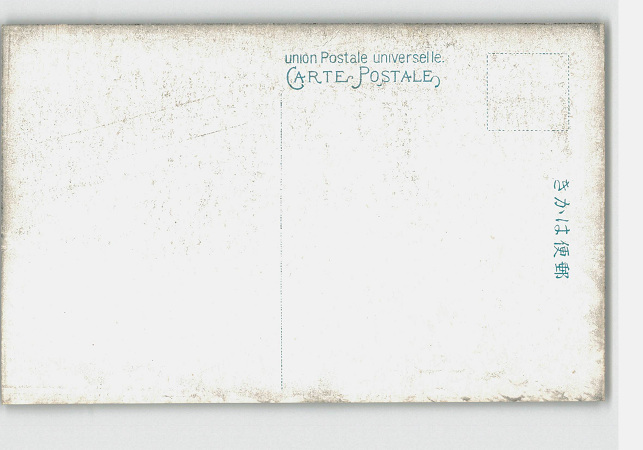 union Postale universelle.
CARTE POSTALE
きかは便郵